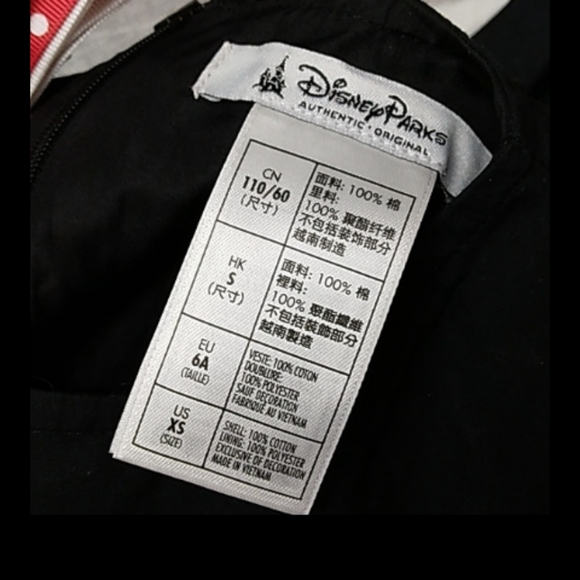 DISNEY PARKS
AUTHENTIC · ORIGINAL
CN
110/60
(尺寸)
面料: 100% 棉
里料:
100% 聚酯纤维
不包括装饰部分
越南制造
HK
S
(尺寸)
面料: 100% 棉
裡料:
100% 聚酯纖維
不包括裝飾部分
越南製造
EU
6A
(TAILLE)
VESTE: 100% COTON
DOUBLURE:
100% POLYESTER
SAUF DECORATION
FABRIQUÉ AU VIETNAM
US
XS
(SIZE)
SHELL: 100% COTTON
LINING: 100% POLYESTER
EXCLUSIVE OF DECORATION
MADE IN VIETNAM